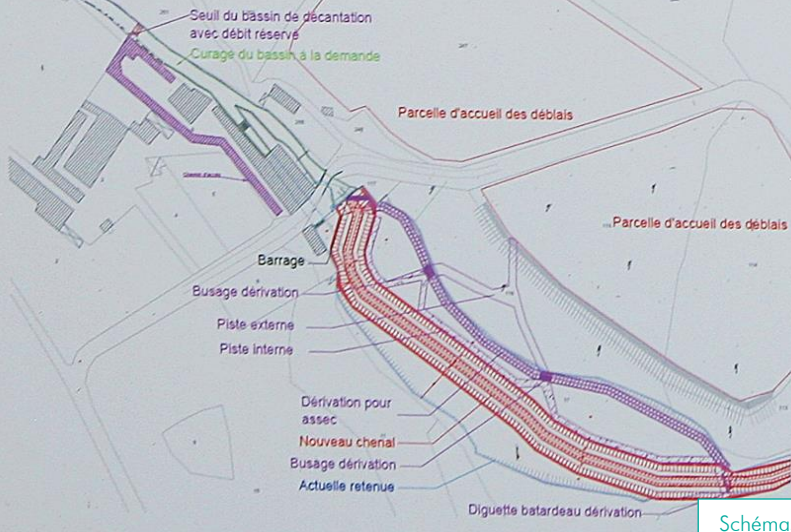 Seuil du bassin de décantation
avec débit réservé
Curage du bassin à la demande
Parcelle d'accueil des déblais
Parcelle d'accueil des déblais
Barrage
Busage dérivation
Piste externe
Piste interne
Dérivation pour
assec
Nouveau chenal
Busage dérivation
Actuelle retenue
Diguette batardeau dérivation
Schéma